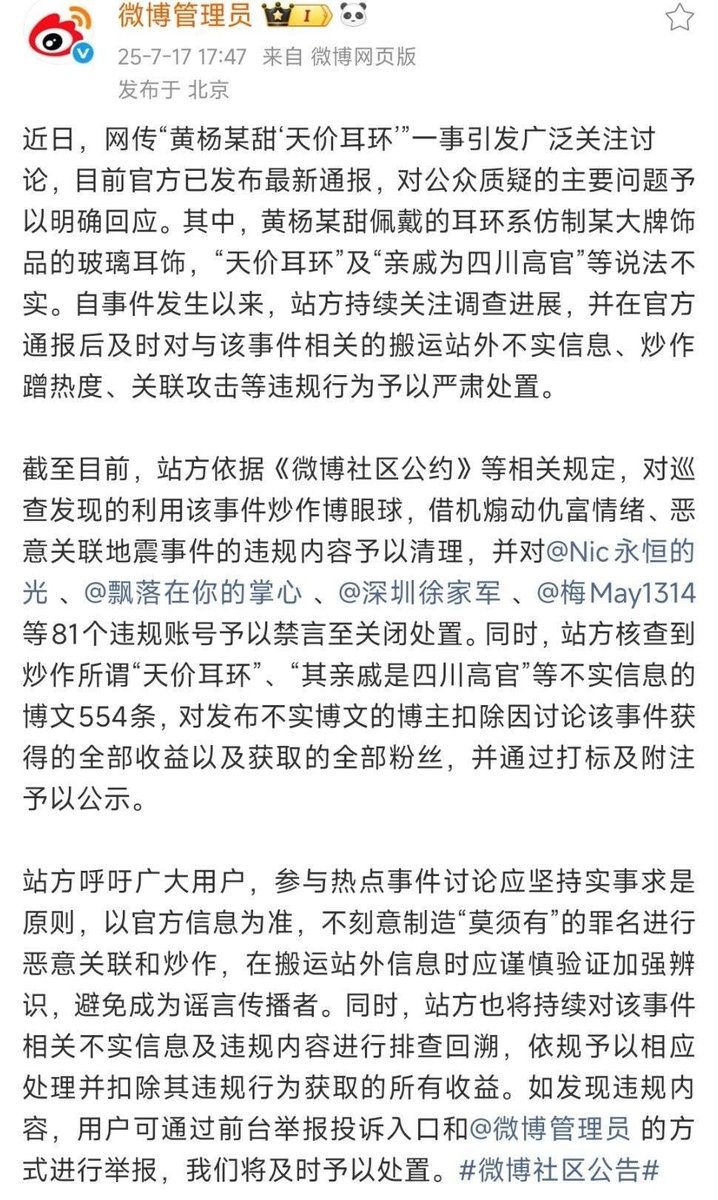 微博管理员
25-7-17 17:47 来自 微博网页版
发布于 北京
近日，网传“黄杨某甜‘天价耳环’”一事引发广泛关注讨
论，目前官方已发布最新通报，对公众质疑的主要问题予
以明确回应。其中，黄杨某甜佩戴的耳环系仿制某大牌饰
品的玻璃耳饰，“天价耳环”及“亲戚为四川高官”等说法不
实。自事件发生以来，站方持续关注调查进展，并在官方
通报后及时对与该事件相关的搬运站外不实信息、炒作
蹭热度、关联攻击等违规行为予以严肃处置。
截至目前，站方依据《微博社区公约》等相关规定，对巡
查发现的利用该事件炒作博眼球，借机煽动仇富情绪、恶
意关联地震事件的违规内容予以清理，并对@Nic永恒的
光 、@飘落在你的掌心 、@深圳徐家军 、@梅May1314
等81个违规账号予以禁言至关闭处置。同时，站方核查到
炒作所谓“天价耳环”、“其亲戚是四川高官”等不实信息的
博文554条，对发布不实博文的博主扣除因讨论该事件获
得的全部收益以及获取的全部粉丝，并通过打标及附注
予以公示。
站方呼吁广大用户，参与热点事件讨论应坚持实事求是
原则，以官方信息为准，不刻意制造“莫须有”的罪名进行
恶意关联和炒作，在搬运站外信息时应谨慎验证加强辨
识，避免成为谣言传播者。同时，站方也将持续对该事件
相关不实信息及违规内容进行排查回溯，依规予以相应
处理并扣除其违规行为获取的所有收益。如发现违规内
容，用户可通过前台举报投诉入口和@微博管理员 的方
式进行举报，我们将及时予以处置。#微博社区公告#